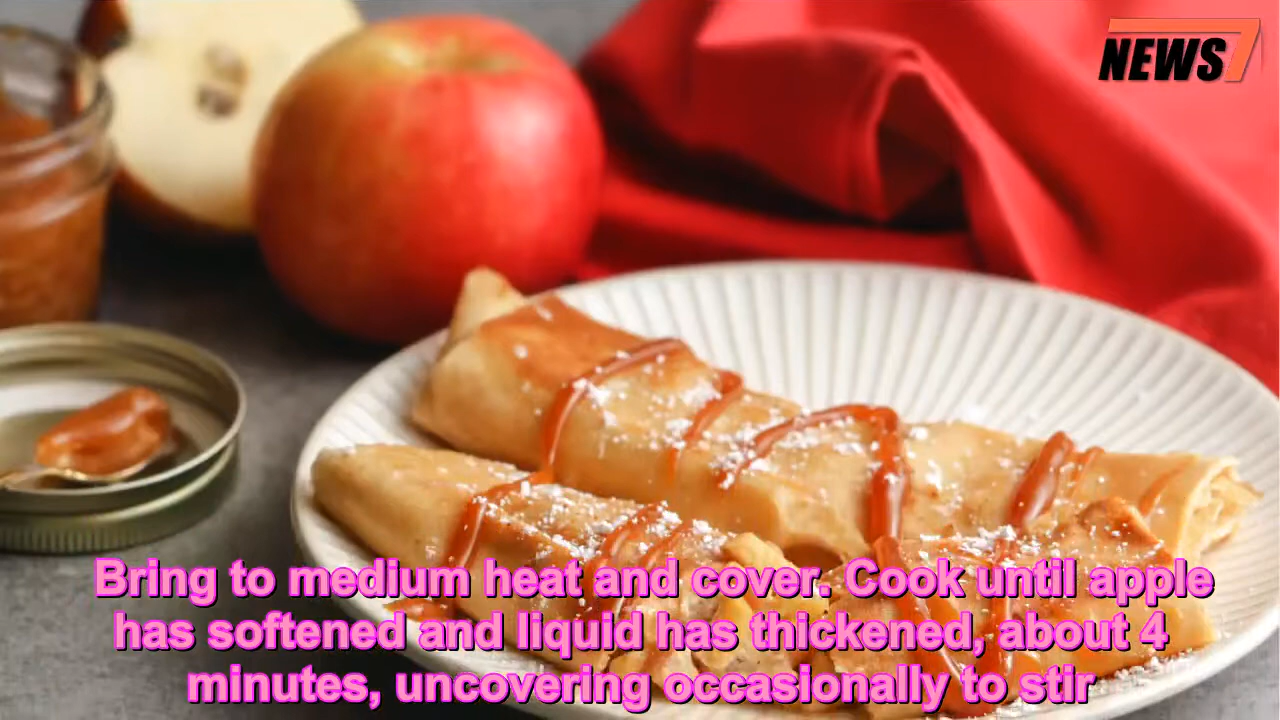 NEWS7
Bring to medium heat and cover. Cook until apple
has softened and liquid has thickened, about 4
minutes, uncovering occasionally to stir